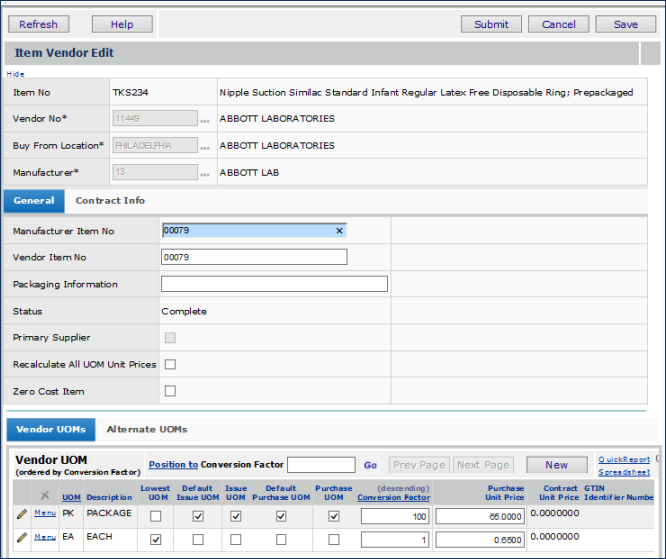 Refresh Help Submit Cancel Save
Item Vendor Edit
Hide
Item No TKS234 Nipple Suction Similac Standard Infant Regular Latex Free Disposable Ring; Prepackaged
Vendor No* 11449 ... ABBOTT LABORATORIES
Buy From Location* PHILADELPHIA ... ABBOTT LABORATORIES
Manufacturer* 13 ... ABBOTT LAB
General Contract Info
Manufacturer Item No 00079 ×
Vendor Item No 00079
Packaging Information
Status Complete
Primary Supplier
Recalculate All UOM Unit Prices
Zero Cost Item
Vendor UOMs Alternate UOMs
Vendor UOM
(ordered by Conversion Factor)
Position to Conversion Factor Go Prev Page Next Page New
QuickReport (
Spreadsheet
UOM Description Lowest UOM Default Issue UOM Issue UOM Default Purchase UOM Purchase UOM (descending) Conversion Factor Purchase Unit Price Contract Unit Price GTIN Identifier Number
Menu PK PACKAGE 100 65.0000 0.0000000
Menu EA EACH 1 0.6500 0.0000000